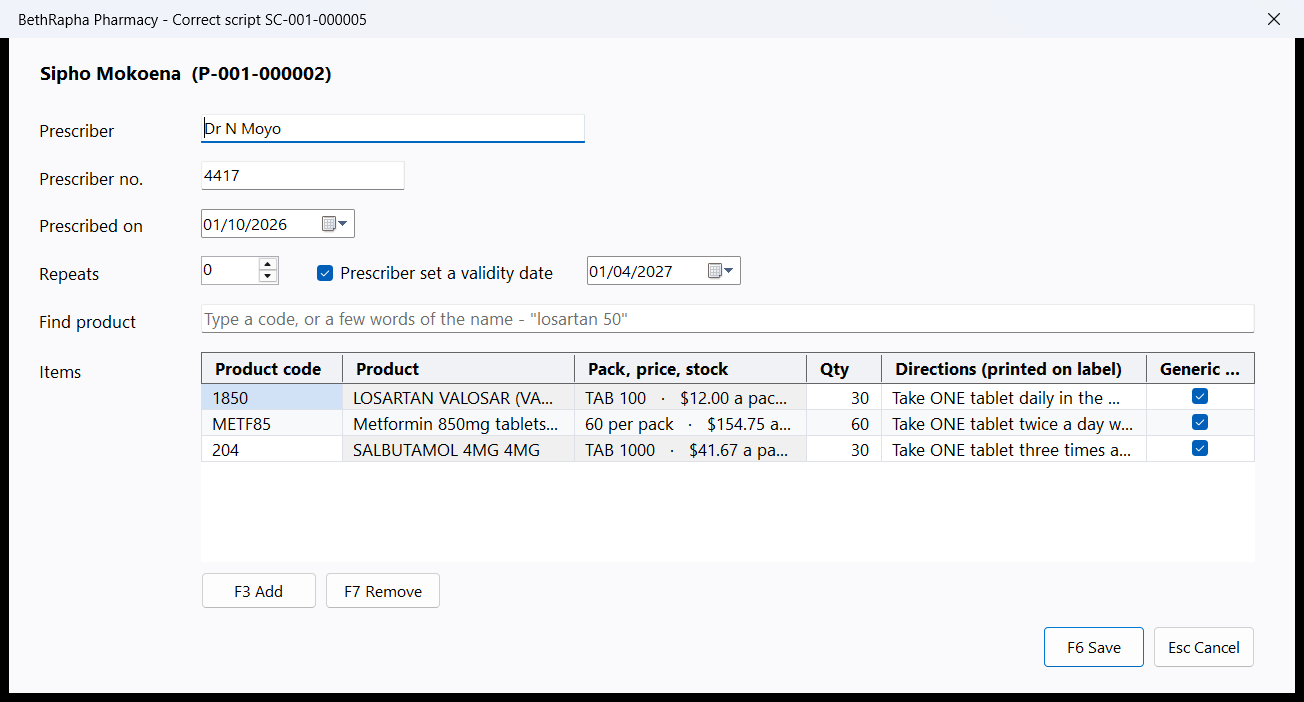 BethRapha Pharmacy - Correct script SC-001-000005
Sipho Mokoena (P-001-000002)
Prescriber Dr N Moyo
Prescriber no. 4417
Prescribed on 01/10/2026
Repeats 0 Prescriber set a validity date 01/04/2027
Find product Type a code, or a few words of the name - "losartan 50"
Items Product code Product Pack, price, stock Qty Directions (printed on label) Generic ...
1850 LOSARTAN VALOSAR (VA... TAB 100 · $12.00 a pac... 30 Take ONE tablet daily in the ...
METF85 Metformin 850mg tablets... 60 per pack · $154.75 a... 60 Take ONE tablet twice a day w...
204 SALBUTAMOL 4MG 4MG TAB 1000 · $41.67 a pa... 30 Take ONE tablet three times a...
F3 Add F7 Remove
F6 Save Esc Cancel